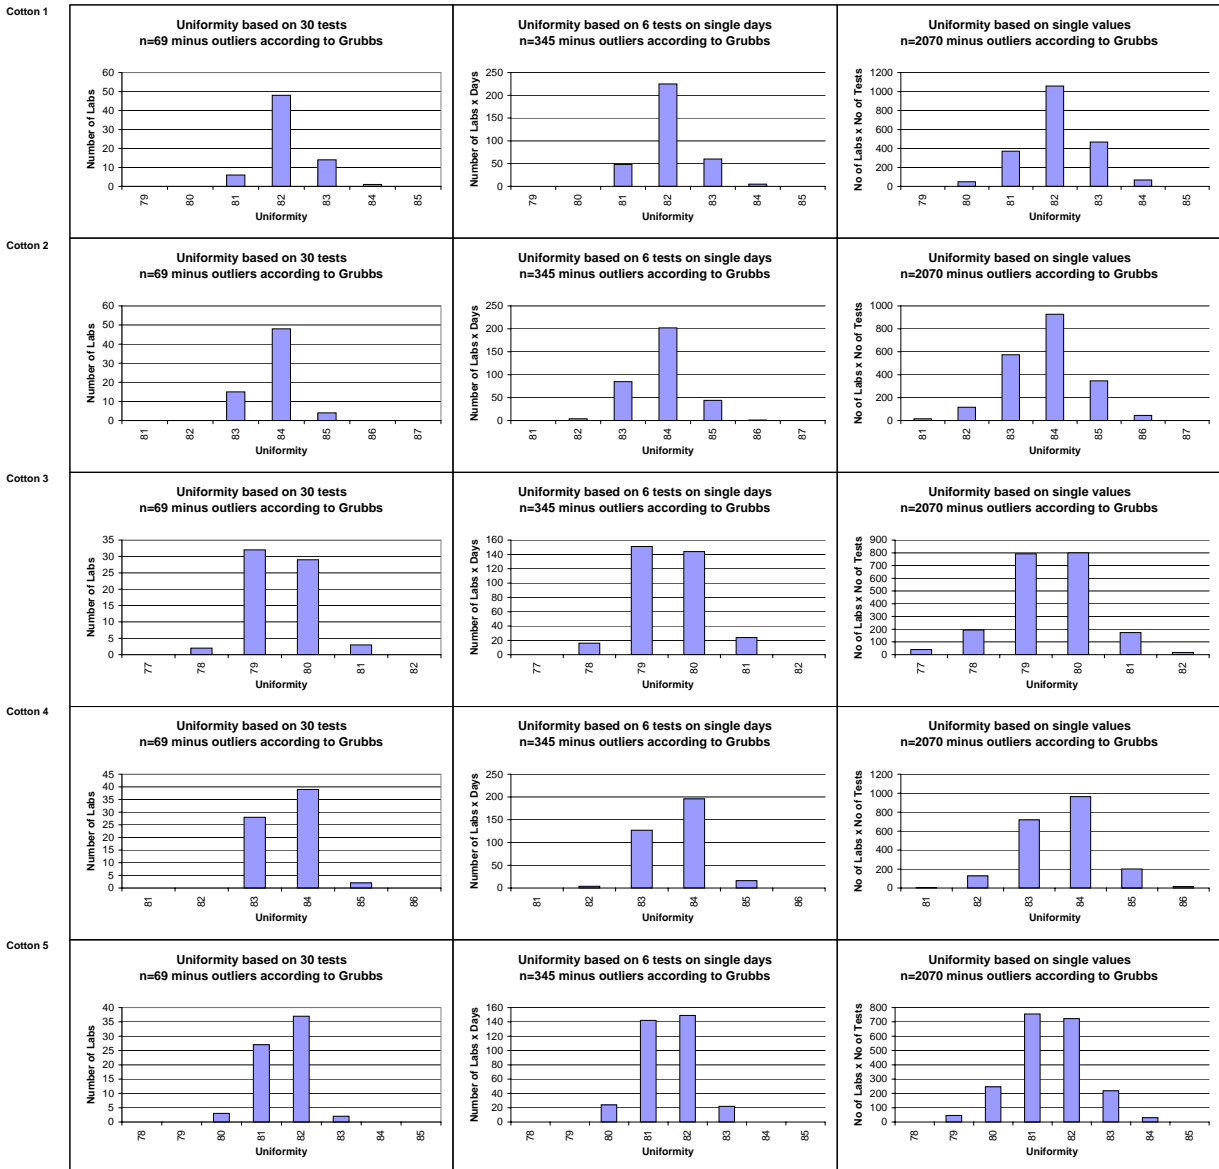 Cotton 1
Uniformity based on 30 tests
n=69 minus outliers according to Grubbs
Number of Labs
60
50
40
30
20
10
0
79 80 81 82 83 84 85
Uniformity
Uniformity based on 6 tests on single days
n=345 minus outliers according to Grubbs
Number of Labs x Days
250
200
150
100
50
0
79 80 81 82 83 84 85
Uniformity
Uniformity based on single values
n=2070 minus outliers according to Grubbs
No of Labs x No of Tests
1200
1000
800
600
400
200
0
79 80 81 82 83 84 85
Uniformity
Cotton 2
Uniformity based on 30 tests
n=69 minus outliers according to Grubbs
Number of Labs
60
50
40
30
20
10
0
81 82 83 84 85 86 87
Uniformity
Uniformity based on 6 tests on single days
n=345 minus outliers according to Grubbs
Number of Labs x Days
250
200
150
100
50
0
81 82 83 84 85 86 87
Uniformity
Uniformity based on single values
n=2070 minus outliers according to Grubbs
No of Labs x No of Tests
1000
800
600
400
200
0
81 82 83 84 85 86 87
Uniformity
Cotton 3
Uniformity based on 30 tests
n=69 minus outliers according to Grubbs
Number of Labs
35
30
25
20
15
10
5
0
77 78 79 80 81 82
Uniformity
Uniformity based on 6 tests on single days
n=345 minus outliers according to Grubbs
Number of Labs x Days
160
140
120
100
80
60
40
20
0
77 78 79 80 81 82
Uniformity
Uniformity based on single values
n=2070 minus outliers according to Grubbs
No of Labs x No of Tests
900
800
700
600
500
400
300
200
100
0
77 78 79 80 81 82
Uniformity
Cotton 4
Uniformity based on 30 tests
n=69 minus outliers according to Grubbs
Number of Labs
45
40
35
30
25
20
15
10
5
0
81 82 83 84 85 86
Uniformity
Uniformity based on 6 tests on single days
n=345 minus outliers according to Grubbs
Number of Labs x Days
250
200
150
100
50
0
81 82 83 84 85 86
Uniformity
Uniformity based on single values
n=2070 minus outliers according to Grubbs
No of Labs x No of Tests
1200
1000
800
600
400
200
0
81 82 83 84 85 86
Uniformity
Cotton 5
Uniformity based on 30 tests
n=69 minus outliers according to Grubbs
Number of Labs
40
35
30
25
20
15
10
5
0
78 79 80 81 82 83 84 85
Uniformity
Uniformity based on 6 tests on single days
n=345 minus outliers according to Grubbs
Number of Labs x Days
160
140
120
100
80
60
40
20
0
78 79 80 81 82 83 84 85
Uniformity
Uniformity based on single values
n=2070 minus outliers according to Grubbs
No of Labs x No of Tests
800
700
600
500
400
300
200
100
0
78 79 80 81 82 83 84 85
Uniformity